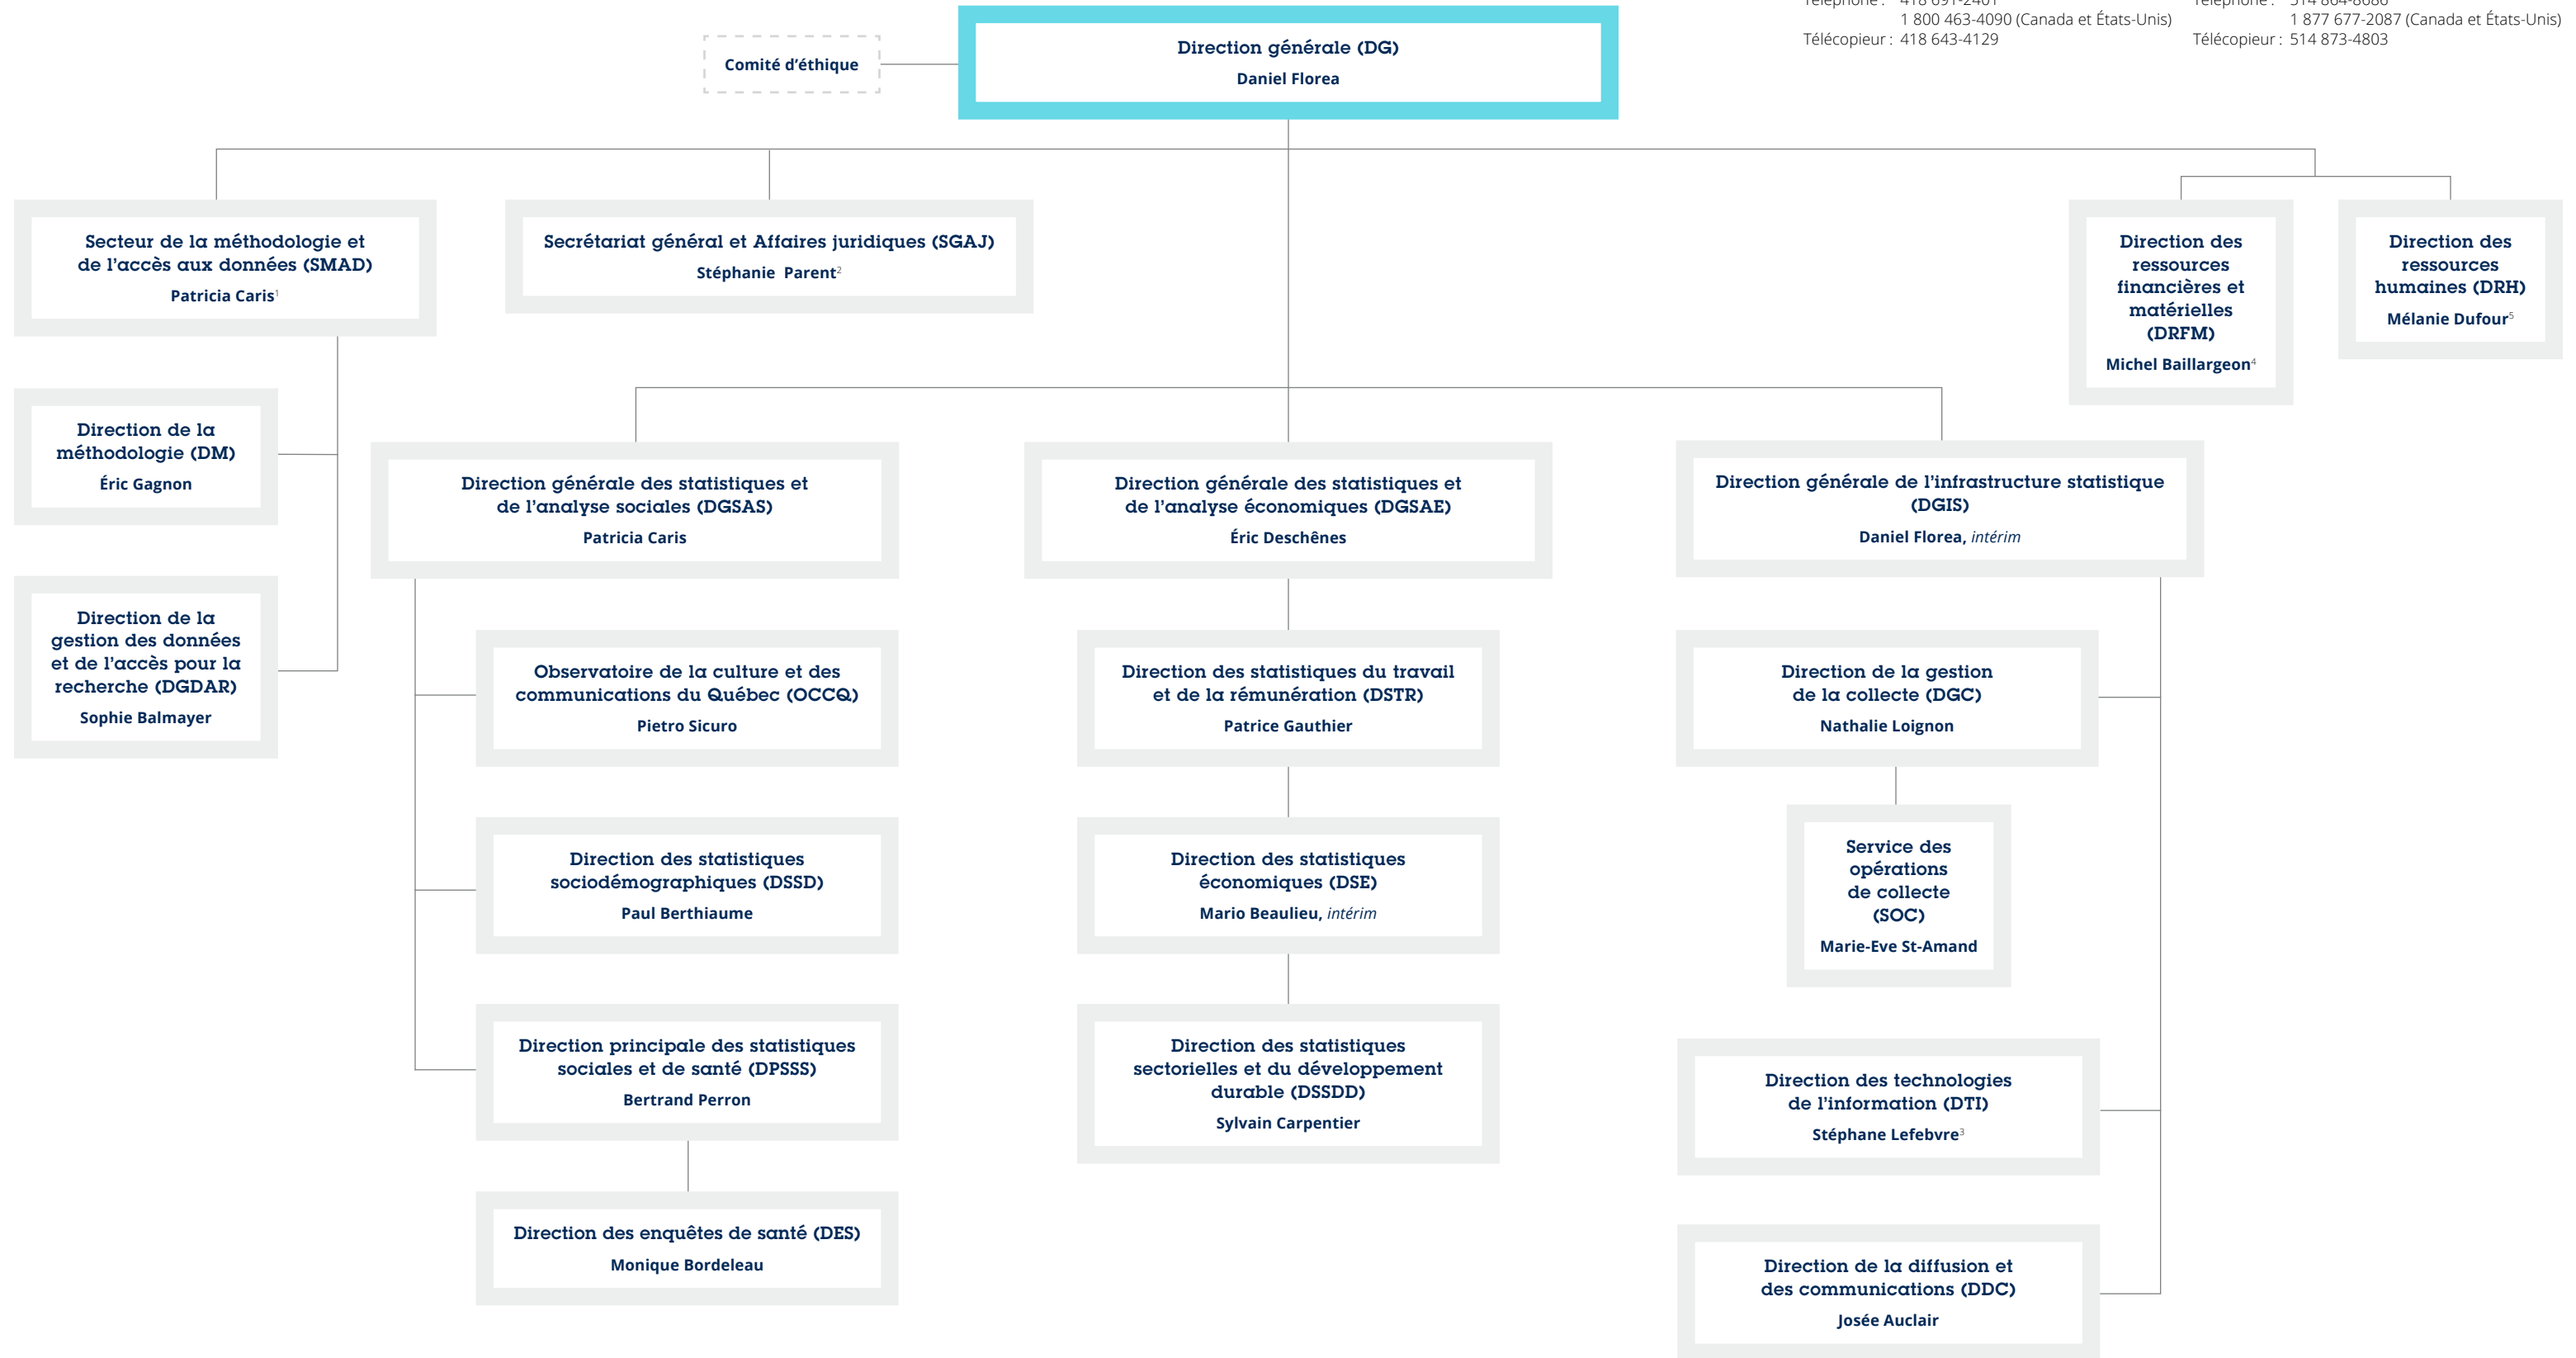 Téléphone : 418 691-2401
1 800 463-4090 (Canada et États-Unis)
Télécopieur : 418 643-4129
Téléphone : 514 864-8686
1 877 677-2087 (Canada et États-Unis)
Télécopieur : 514 873-4803
Comité d’éthique
Direction générale (DG)
Daniel Florea
Secteur de la méthodologie et
de l’accès aux données (SMAD)
Patricia Caris1
Secrétariat général et Affaires juridiques (SGAJ)
Stéphanie Parent2
Direction des
ressources
financières et
matérielles
(DRFM)
Michel Baillargeon4
Direction des
ressources
humaines (DRH)
Mélanie Dufour5
Direction de la
méthodologie (DM)
Éric Gagnon
Direction de la
gestion des données
et de l’accès pour la
recherche (DGDAR)
Sophie Balmayer
Direction générale des statistiques et
de l’analyse sociales (DGSAS)
Patricia Caris
Observatoire de la culture et des
communications du Québec (OCCQ)
Pietro Sicuro
Direction des statistiques
sociodémographiques (DSSD)
Paul Berthiaume
Direction principale des statistiques
sociales et de santé (DPSSS)
Bertrand Perron
Direction des enquêtes de santé (DES)
Monique Bordeleau
Direction générale des statistiques et
de l’analyse économiques (DGSAE)
Éric Deschênes
Direction des statistiques du travail
et de la rémunération (DSTR)
Patrice Gauthier
Direction des statistiques
économiques (DSE)
Mario Beaulieu, intérim
Direction des statistiques
sectorielles et du développement
durable (DSSDD)
Sylvain Carpentier
Direction générale de l’infrastructure statistique
(DGIS)
Daniel Florea, intérim
Direction de la gestion
de la collecte (DGC)
Nathalie Loignon
Service des
opérations
de collecte
(SOC)
Marie-Eve St-Amand
Direction des technologies
de l’information (DTI)
Stéphane Lefebvre3
Direction de la diffusion et
des communications (DDC)
Josée Auclair